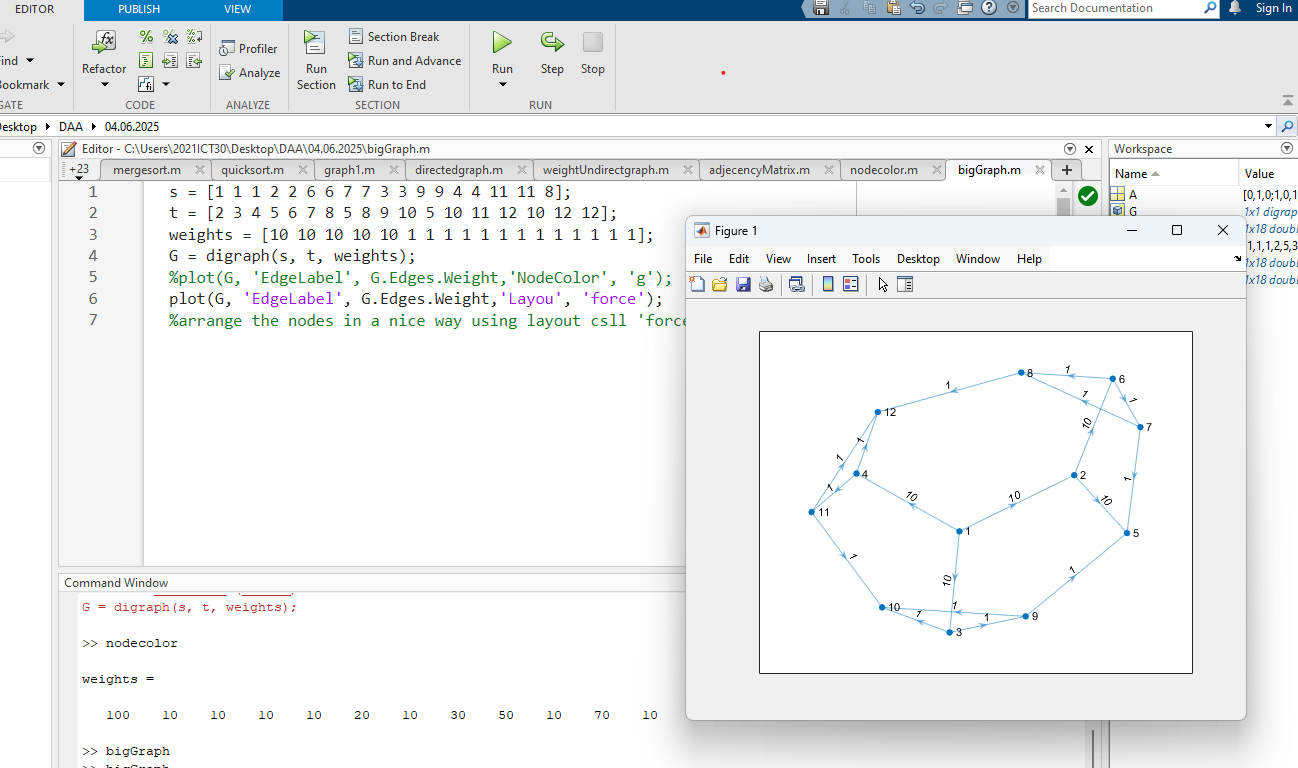 EDITOR PUBLISH VIEW
Search Documentation
Sign In
Refactor
CODE
Profiler
Analyze
ANALYZE
Run
Section
Section Break
Run and Advance
Run to End
SECTION
Run
Step
Stop
RUN
DAA 04.06.2025
Editor - C:\Users\2021ICT30\Desktop\DAA\04.06.2025\bigGraph.m
+23 mergesort.m quicksort.m graph1.m directedgraph.m weightUndirectgraph.m adjecencyMatrix.m nodecolor.m bigGraph.m
1 s = [1 1 1 2 2 6 6 7 7 3 3 9 9 4 4 11 11 8];
2 t = [2 3 4 5 6 7 8 5 8 9 10 5 10 11 12 10 12 12];
3 weights = [10 10 10 10 10 1 1 1 1 1 1 1 1 1 1 1 1 1];
4 G = digraph(s, t, weights);
5 %plot(G, 'EdgeLabel', G.Edges.Weight,'NodeColor', 'g');
6 plot(G, 'EdgeLabel', G.Edges.Weight,'Layou', 'force');
7 %arrange the nodes in a nice way using layout csll 'force
Workspace
Name Value
A [0,1,0;1,0,1
G 1x1 digrap
1x18 doubl
1,1,1,2,5,3
1x18 doubl
1x18 doubl
Figure 1
File Edit View Insert Tools Desktop Window Help
8
1
6
1
1
1
7
12
10
1
1
4
1
2
1
10
10
10
11
1
5
1
10
1
1
10
1
1
1
9
3
Command Window
G = digraph(s, t, weights);
>> nodecolor
weights =
100 10 10 10 10 20 10 30 50 10 70 10
>> bigGraph